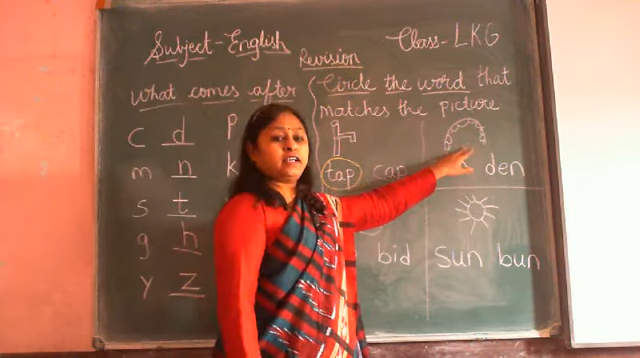 Subject - English
Class - LKG
Revision
What comes after
c d
m n
s t
g h
y z
p
k
Circle the word that
matches the picture
tap cap
den
bid
sun bun